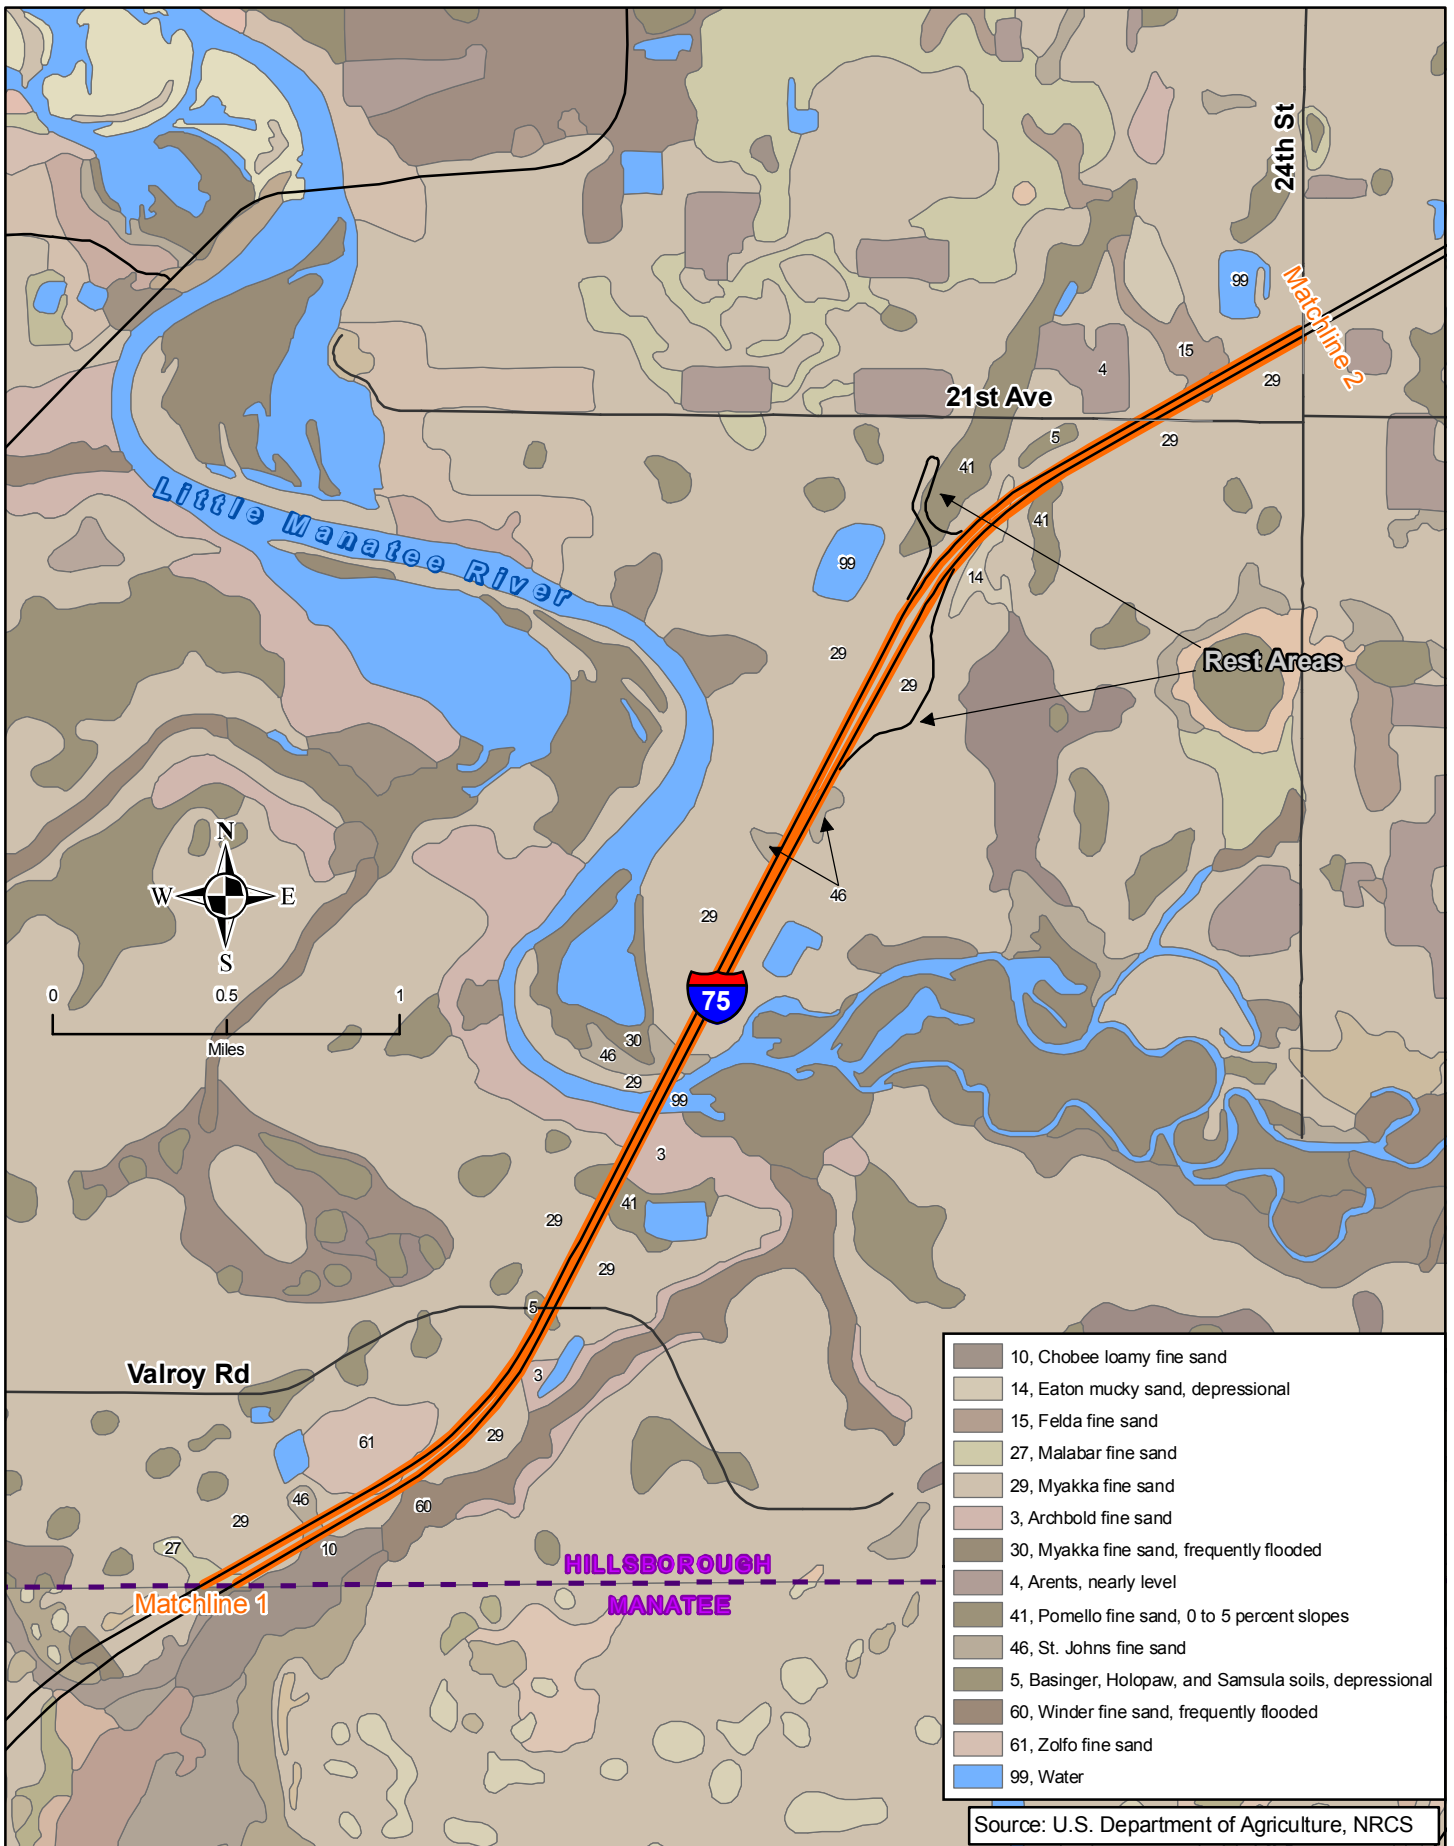 24th St
99
Matchline 2
15
4
29
21st Ave
5
29
41
Little Manatee River
41
99
14
29
Rest Areas
29
N
W E
S
46
29
0 0.5 1
Miles
75
30
46
29
99
3
41
29
29
5
Valroy Rd
3
61
29
46
60
29
27
10
HILLSBOROUGH
Matchline 1
MANATEE
10, Chobee loamy fine sand
14, Eaton mucky sand, depressional
15, Felda fine sand
27, Malabar fine sand
29, Myakka fine sand
3, Archbold fine sand
30, Myakka fine sand, frequently flooded
4, Arents, nearly level
41, Pomello fine sand, 0 to 5 percent slopes
46, St. Johns fine sand
5, Basinger, Holopaw, and Samsula soils, depressional
60, Winder fine sand, frequently flooded
61, Zolfo fine sand
99, Water
Source: U.S. Department of Agriculture, NRCS